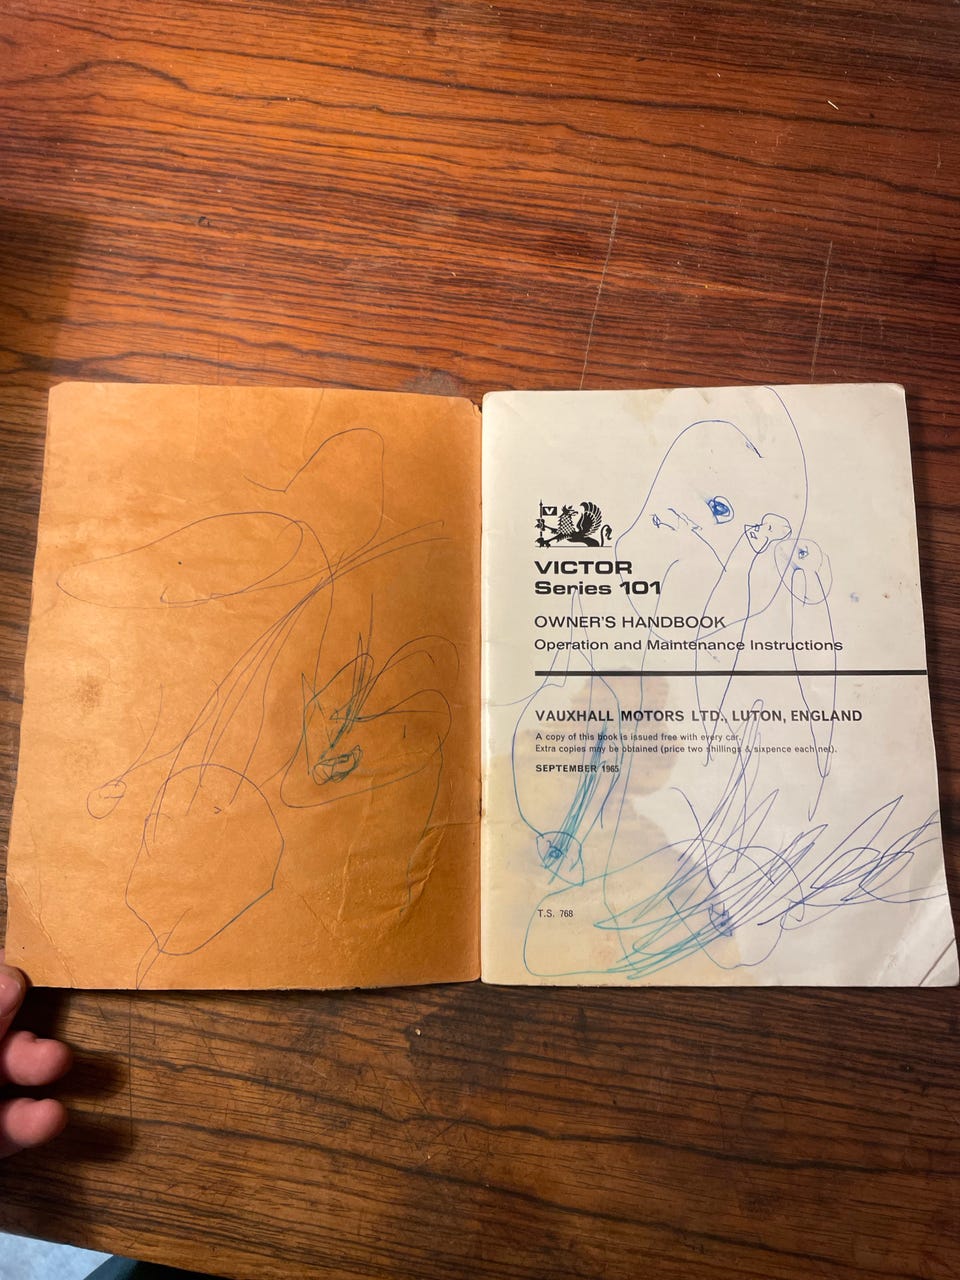 V
VICTOR
Series 101
OWNER'S HANDBOOK
Operation and Maintenance Instructions
VAUXHALL MOTORS LTD., LUTON, ENGLAND
A copy of this book is issued free with every car.
Extra copies may be obtained (price two shillings & sixpence each net).
SEPTEMBER 1965
T.S. 768